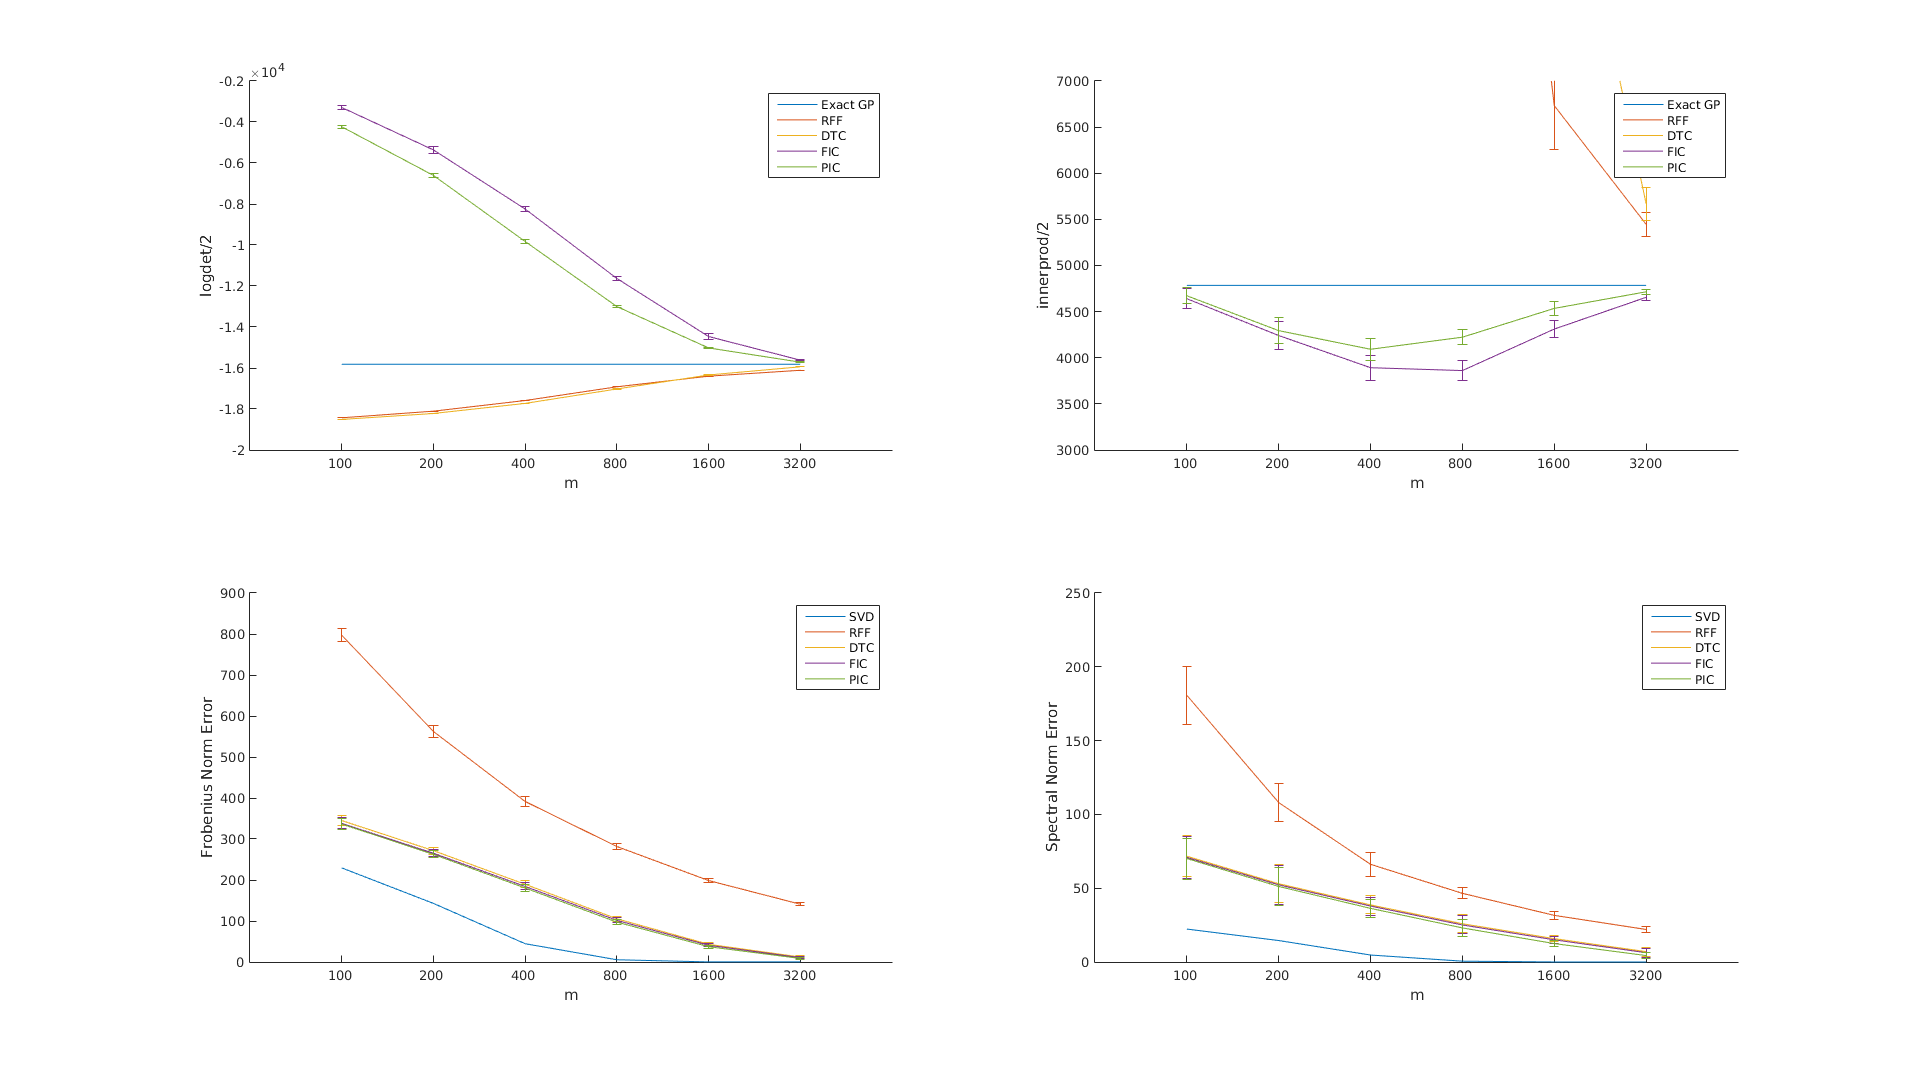 ×10^4
-0.2
-0.4
-0.6
-0.8
-1
-1.2
-1.4
-1.6
-1.8
-2
logdet/2
100 200 400 800 1600 3200
m
Exact GP
RFF
DTC
FIC
PIC
7000
6500
6000
5500
5000
4500
4000
3500
3000
innerprod/2
100 200 400 800 1600 3200
m
Exact GP
RFF
DTC
FIC
PIC
900
800
700
600
500
400
300
200
100
0
Frobenius Norm Error
100 200 400 800 1600 3200
m
SVD
RFF
DTC
FIC
PIC
250
200
150
100
50
0
Spectral Norm Error
100 200 400 800 1600 3200
m
SVD
RFF
DTC
FIC
PIC